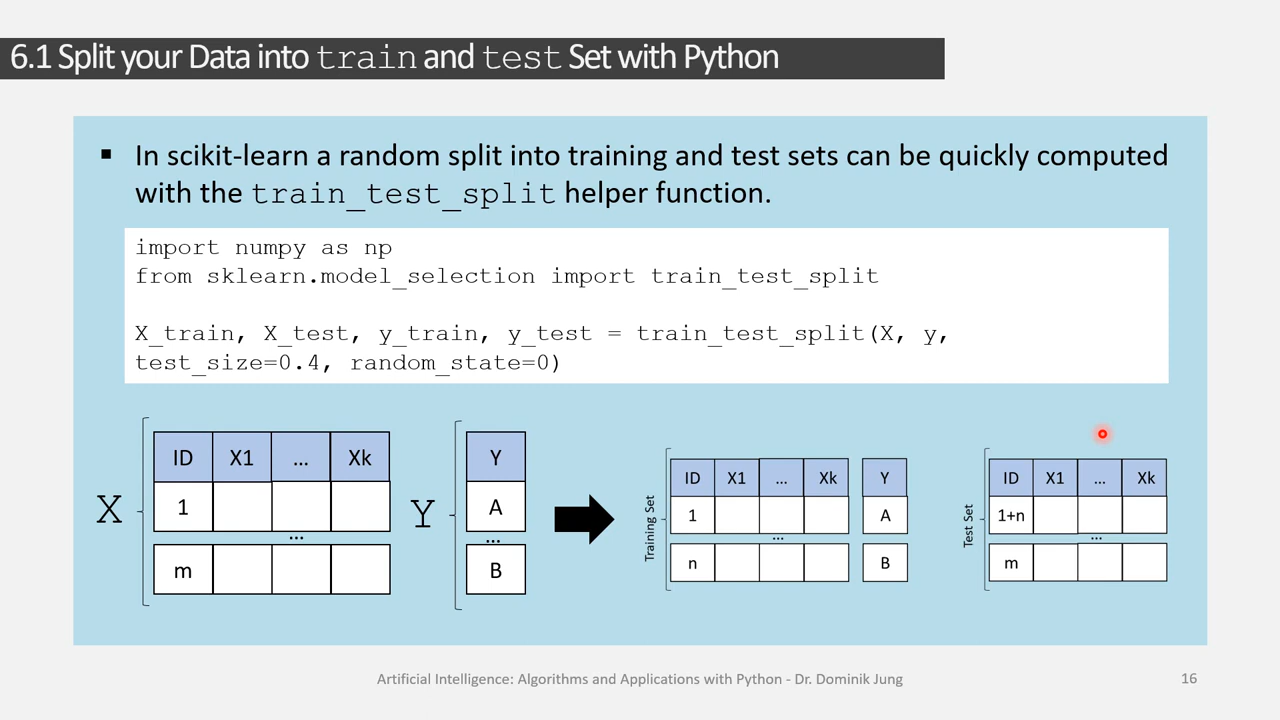 6.1 Split your Data into train and test Set with Python
▪ In scikit-learn a random split into training and test sets can be quickly computed
with the train_test_split helper function.
import numpy as np
from sklearn.model_selection import train_test_split
X_train, X_test, y_train, y_test = train_test_split(X, y,
test_size=0.4, random_state=0)
X
ID X1 ... Xk
1
...
m
Y
Y
A
...
B
Training Set
ID X1 ... Xk Y
1 A
...
n B
Test Set
ID X1 ... Xk
1+n
...
m
Artificial Intelligence: Algorithms and Applications with Python - Dr. Dominik Jung
16